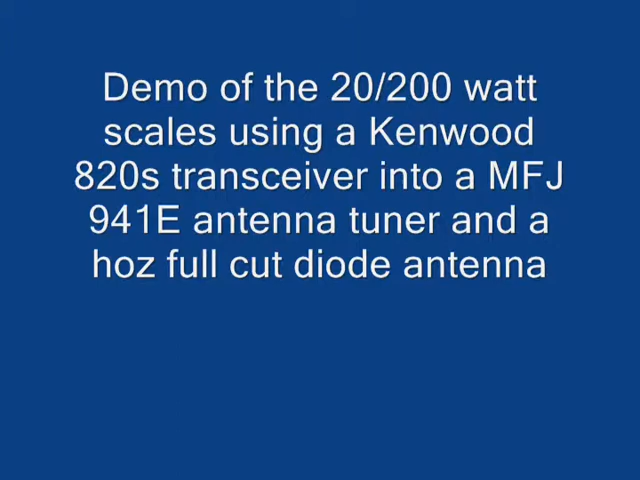 Demo of the 20/200 watt
scales using a Kenwood
820s transceiver into a MFJ
941E antenna tuner and a
hoz full cut diode antenna